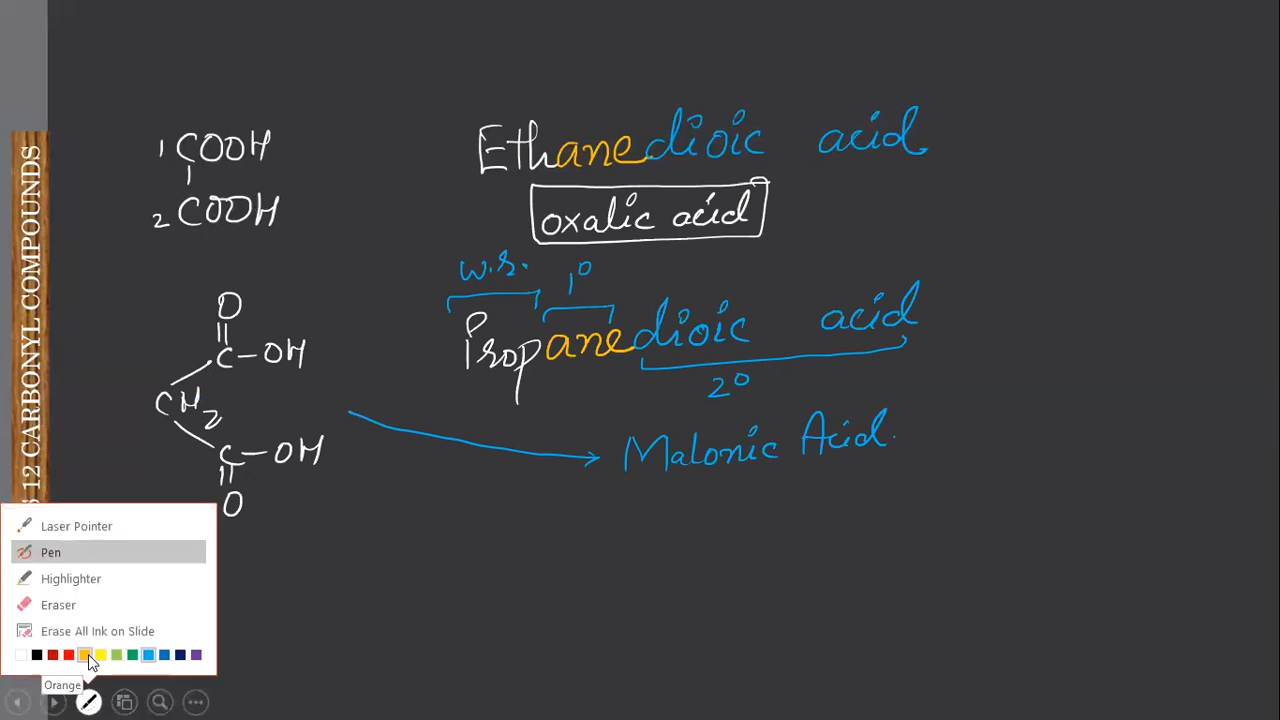 S 12 CARBONYL COMPOUNDS
1 COOH
2 COOH
Ethanedioic acid
oxalic acid
w.r. 1°
Propanedioic acid
2°
O
C-OH
CH2
C-OH
O
Malonic Acid.
Laser Pointer
Pen
Highlighter
Eraser
Erase All Ink on Slide
Orange